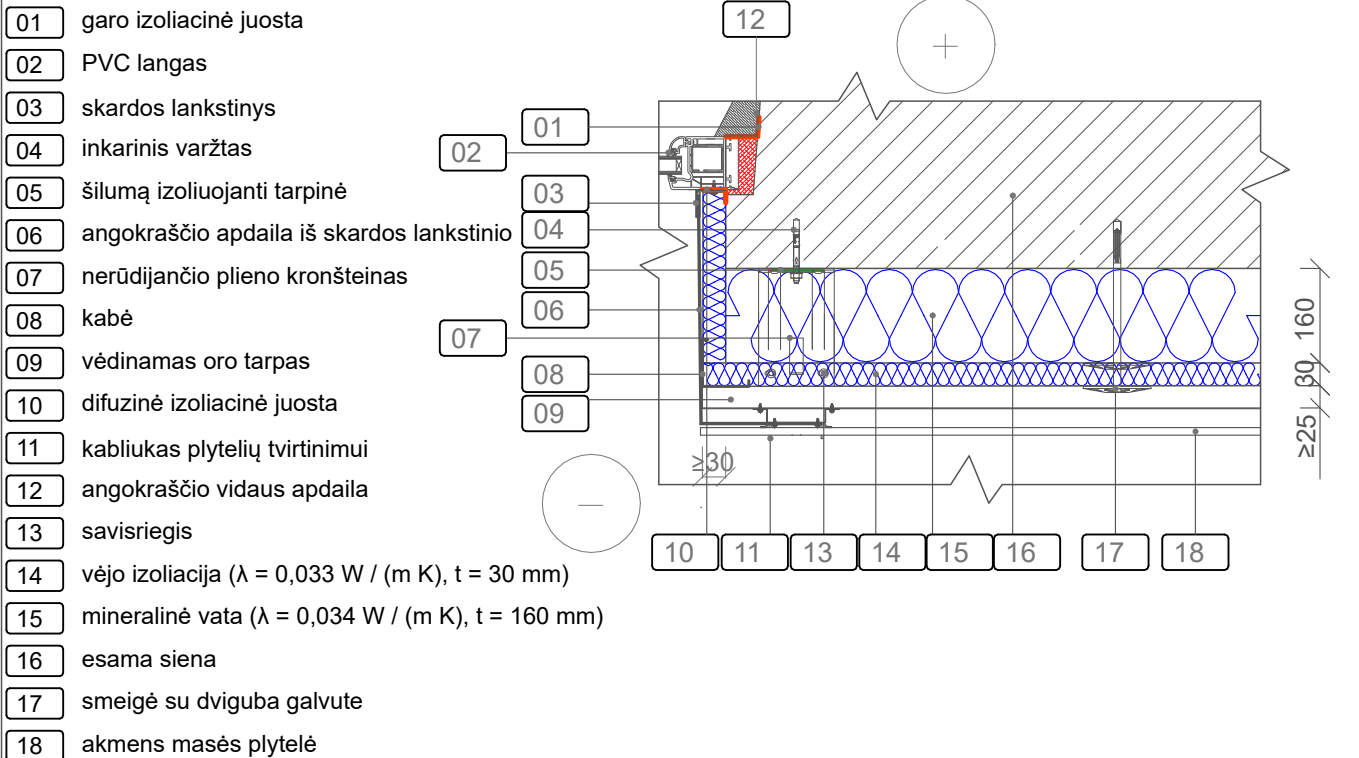 01 garo izoliacinė juosta
02 PVC langas
03 skardos lankstinys
04 inkarinis varžtas
05 šilumą izoliuojanti tarpinė
06 angokraščio apdaila iš skardos lankstinio
07 nerūdijančio plieno kronšteinas
08 kabė
09 vėdinamas oro tarpas
10 difuzinė izoliacinė juosta
11 kabliukas plytelių tvirtinimui
12 angokraščio vidaus apdaila
13 savisriegis
14 vėjo izoliacija (λ = 0,033 W / (m K), t = 30 mm)
15 mineralinė vata (λ = 0,034 W / (m K), t = 160 mm)
16 esama siena
17 smeigė su dviguba galvute
18 akmens masės plytelė
12
+
01
02
03
04
05
06
07
08
09
160
30
≥25
≥30
−
10 11 13 14 15 16 17 18